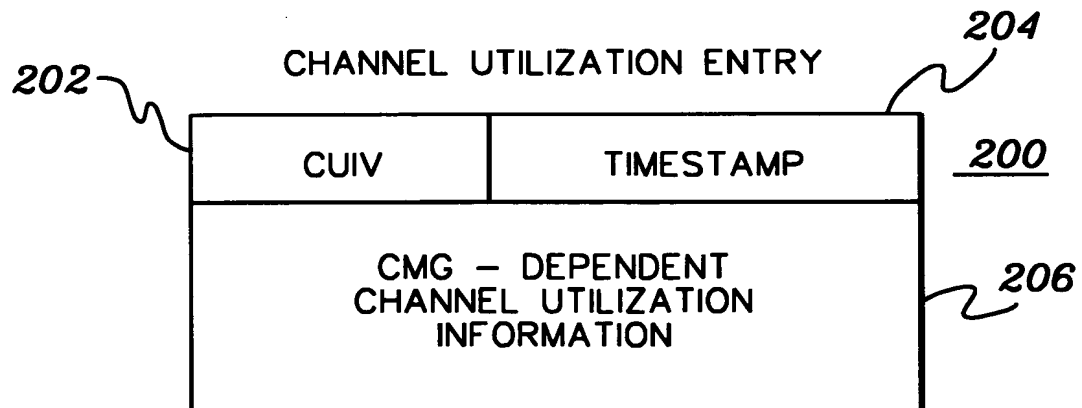 204
CHANNEL UTILIZATION ENTRY
202
CUIV TIMESTAMP 200
CMG – DEPENDENT
CHANNEL UTILIZATION
INFORMATION
206